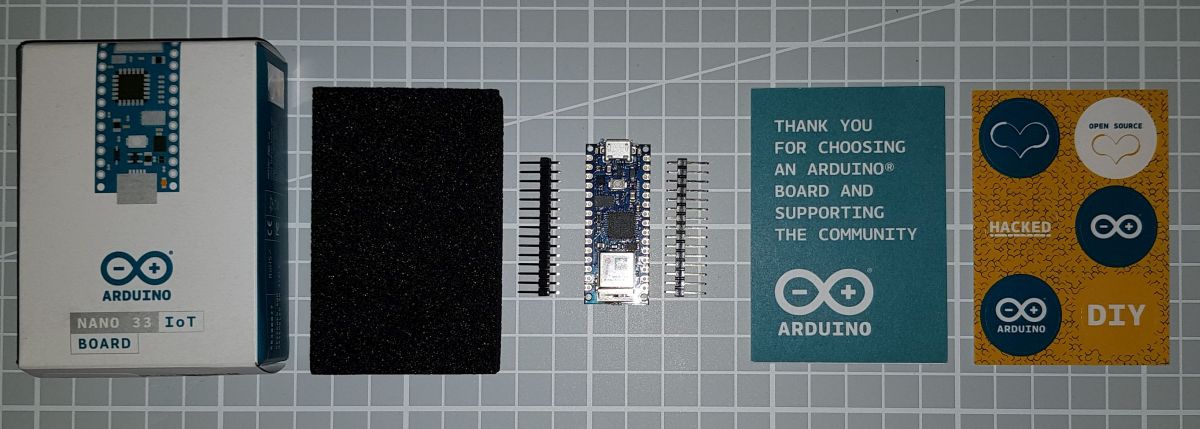 ARDUINO
NANO 33 IoT
BOARD
THANK YOU
FOR CHOOSING
AN ARDUINO®
BOARD AND
SUPPORTING
THE COMMUNITY
ARDUINO
OPEN SOURCE
HACKED
ARDUINO
DIY